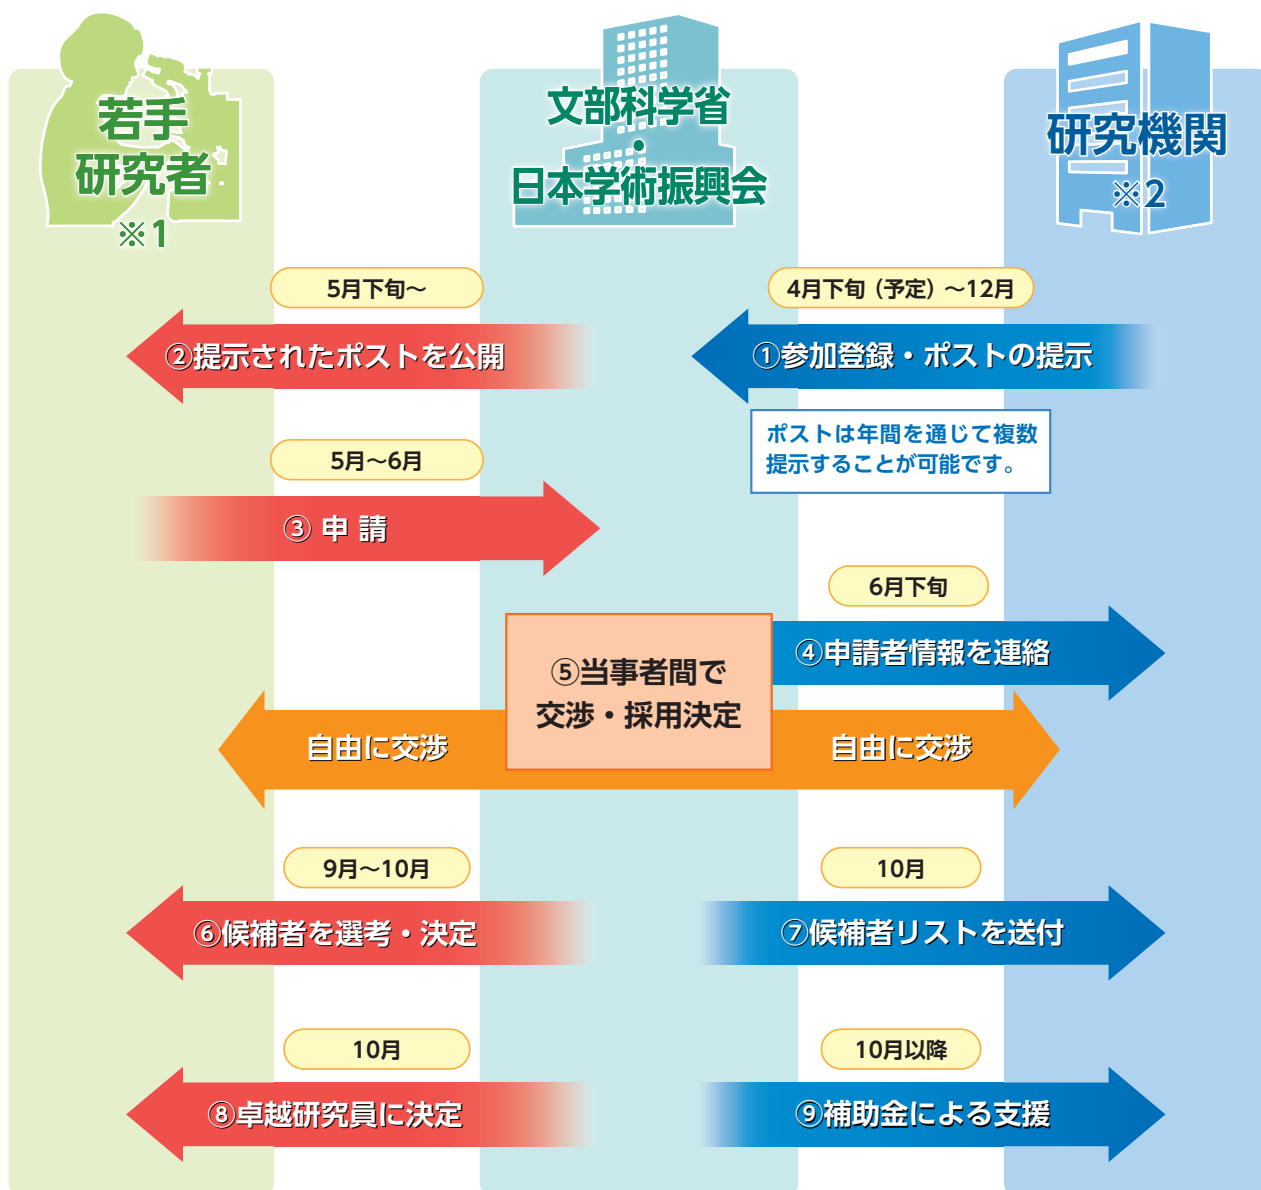 若手
研究者
※1
文部科学省
・
日本学術振興会
研究機関
※2
5月下旬～
4月下旬（予定）～12月
②提示されたポストを公開
①参加登録・ポストの提示
ポストは年間を通じて複数
提示することが可能です。
5月～6月
③ 申 請
6月下旬
④申請者情報を連絡
⑤当事者間で
交渉・採用決定
自由に交渉
自由に交渉
9月～10月
10月
⑥候補者を選考・決定
⑦候補者リストを送付
10月
10月以降
⑧卓越研究員に決定
⑨補助金による支援